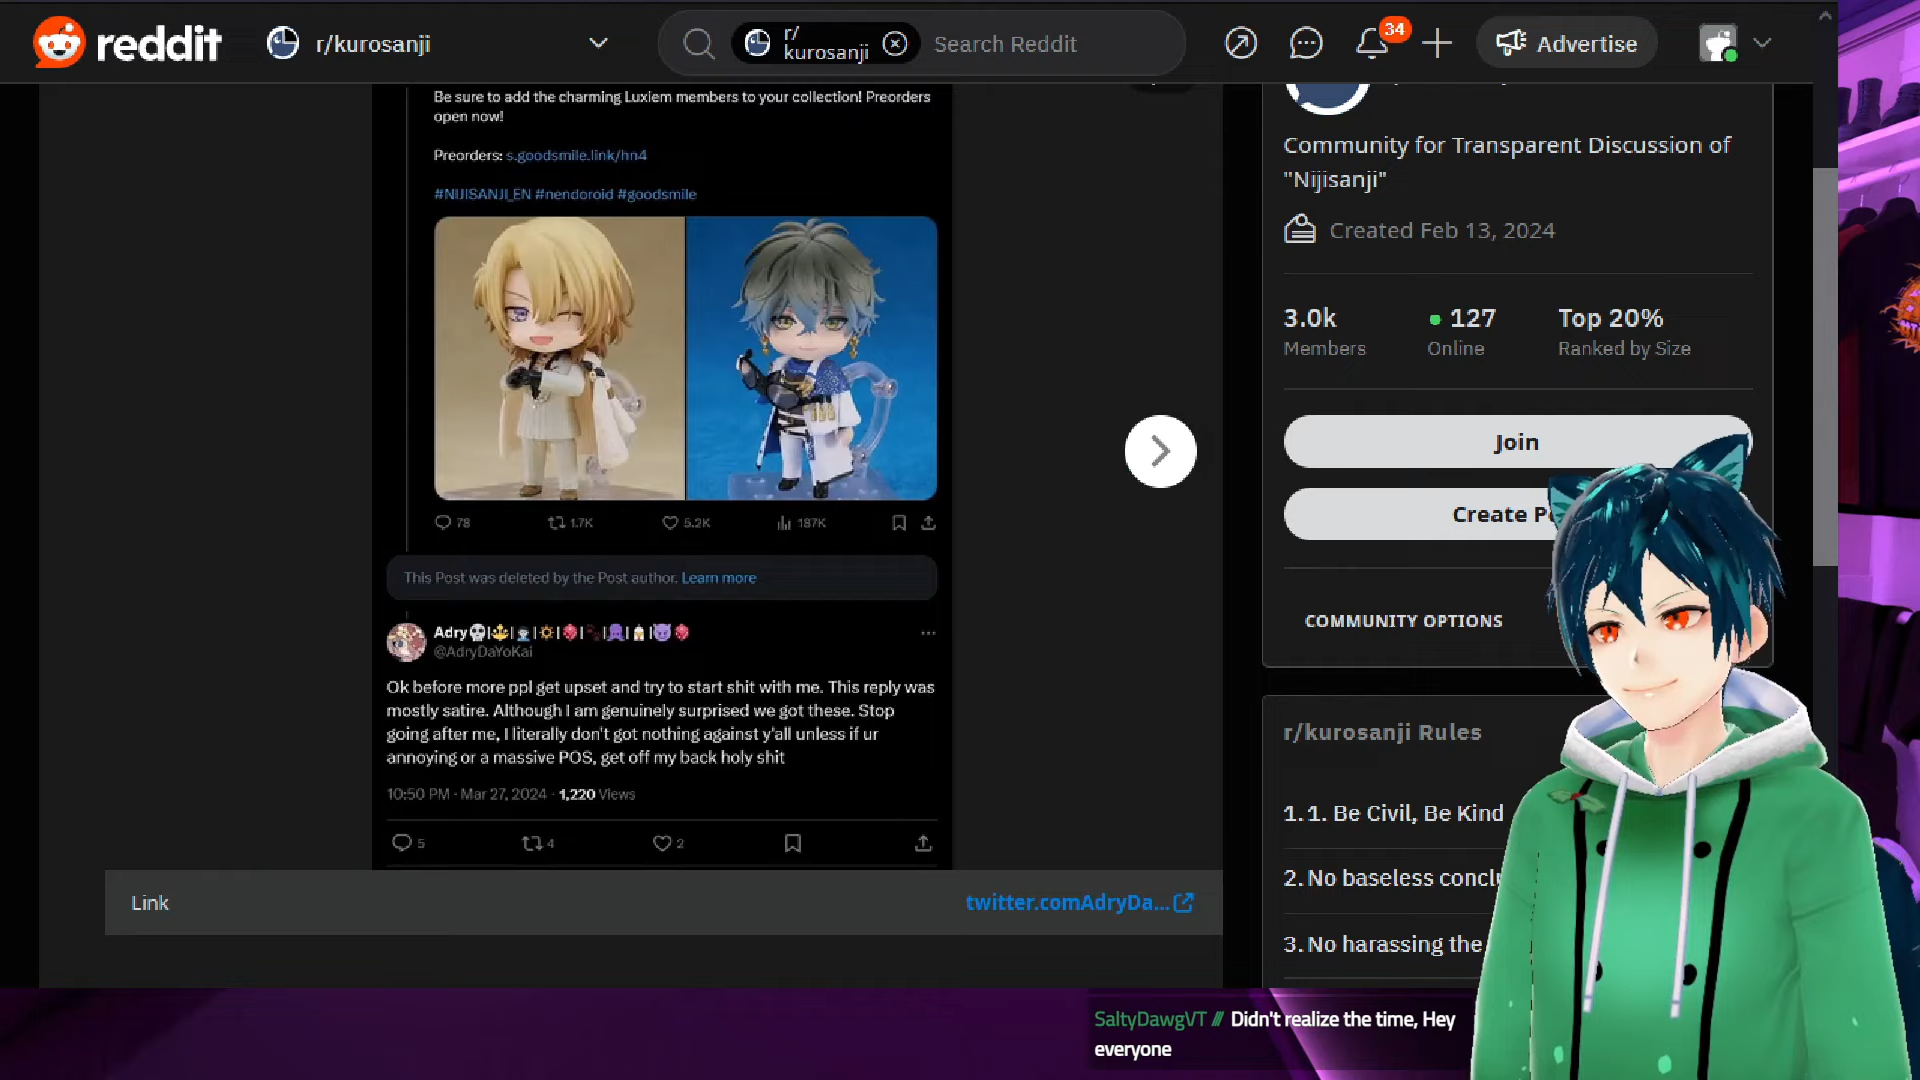 reddit
r/kurosanji
r/
kurosanji
Search Reddit
34
Advertise
Be sure to add the charming Luxiem members to your collection! Preorders
open now!
Preorders: s.goodsmile.link/hn4
#NIJISANJI_EN #nendoroid #goodsmile
78
1.7K
5.2K
187K
This Post was deleted by the Post author. Learn more
Adry
@AdryDaYoKai
Ok before more ppl get upset and try to start shit with me. This reply was
mostly satire. Although I am genuinely surprised we got these. Stop
going after me, I literally don't got nothing against y'all unless if ur
annoying or a massive POS, get off my back holy shit
10:50 PM · Mar 27, 2024 · 1,220 Views
5
4
2
Link
twitter.comAdryDa...
Community for Transparent Discussion of
"Nijisanji"
Created Feb 13, 2024
3.0k
127
Top 20%
Members
Online
Ranked by Size
Join
Create
COMMUNITY OPTIONS
r/kurosanji Rules
1. 1. Be Civil, Be Kind
2. No baseless
3. No harassing the
SaltyDawgVT // Didn't realize the time, Hey
everyone